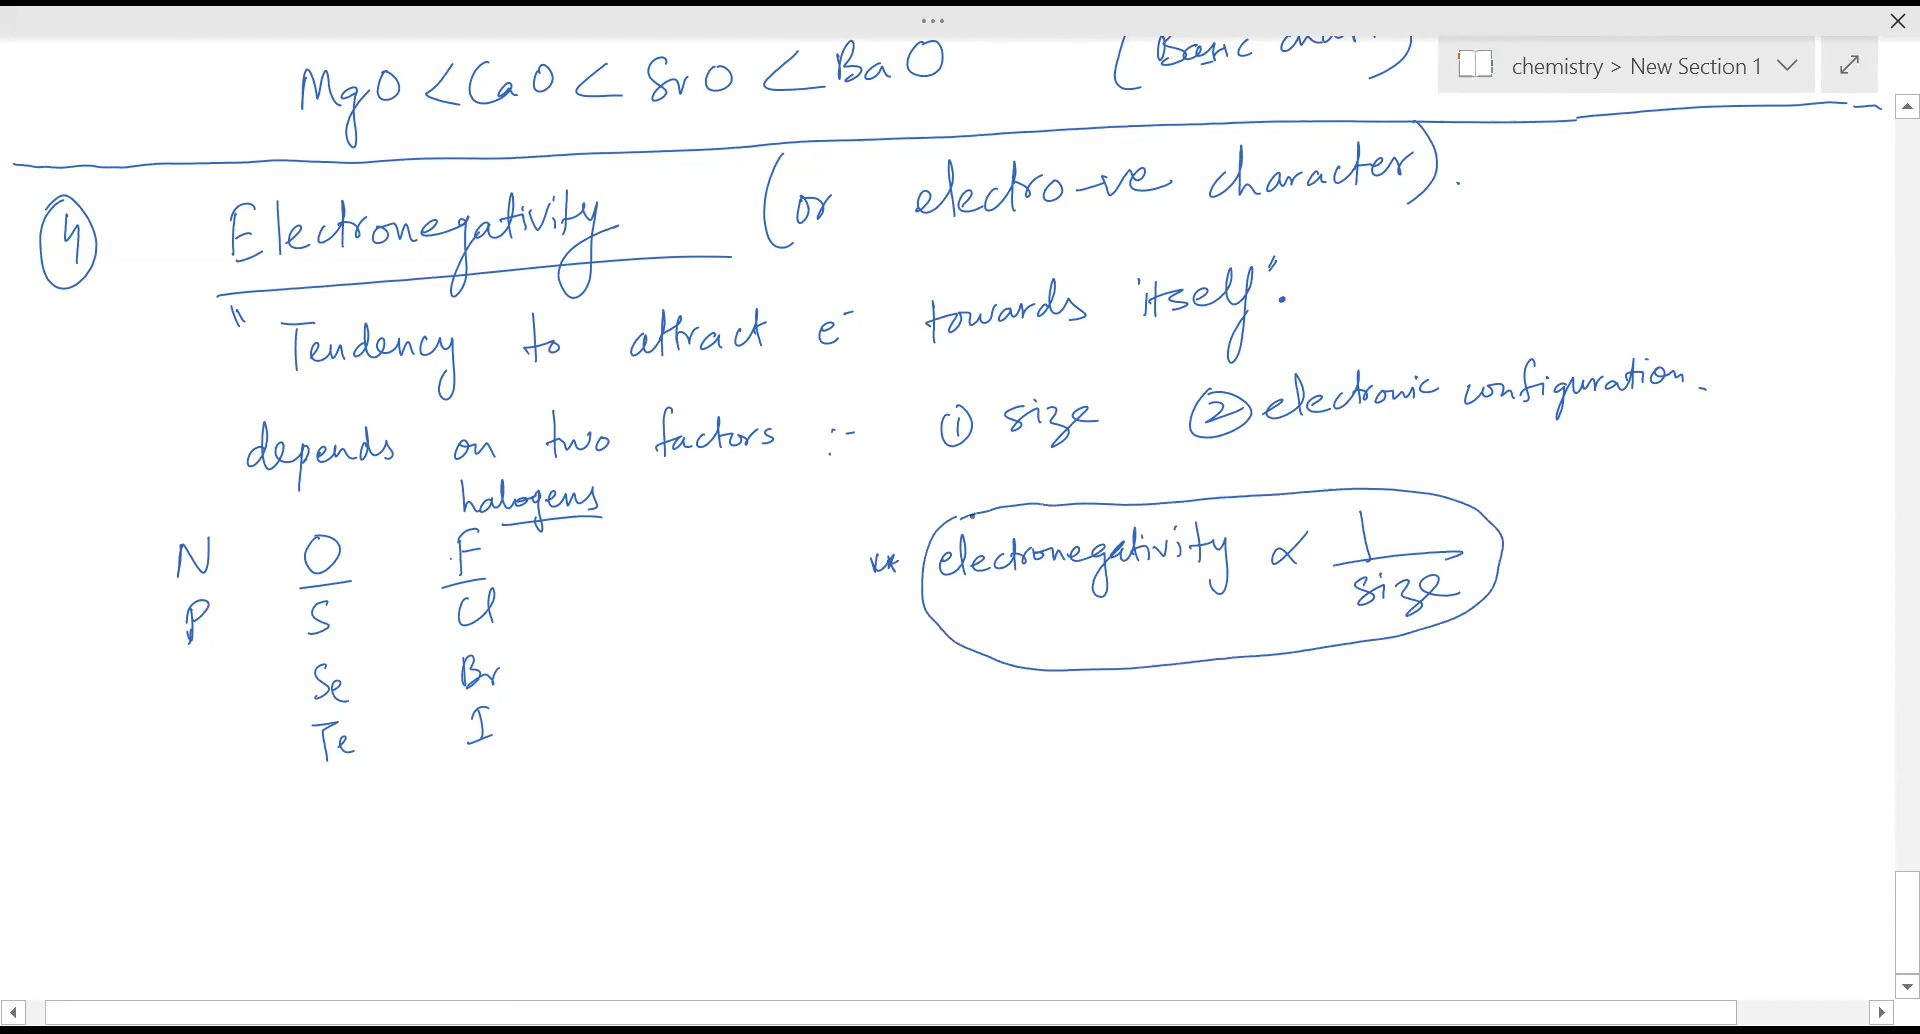 MgO < CaO < SrO < BaO (Basic
chemistry > New Section 1
④ Electronegativity (or electro-ve character).
" Tendency to attract e⁻ towards itself".
depends on two factors :- ① size ② electronic configuration.
halogens
N O F
P S Cl
Se Br
Te I
** electronegativity ∝ 1/size